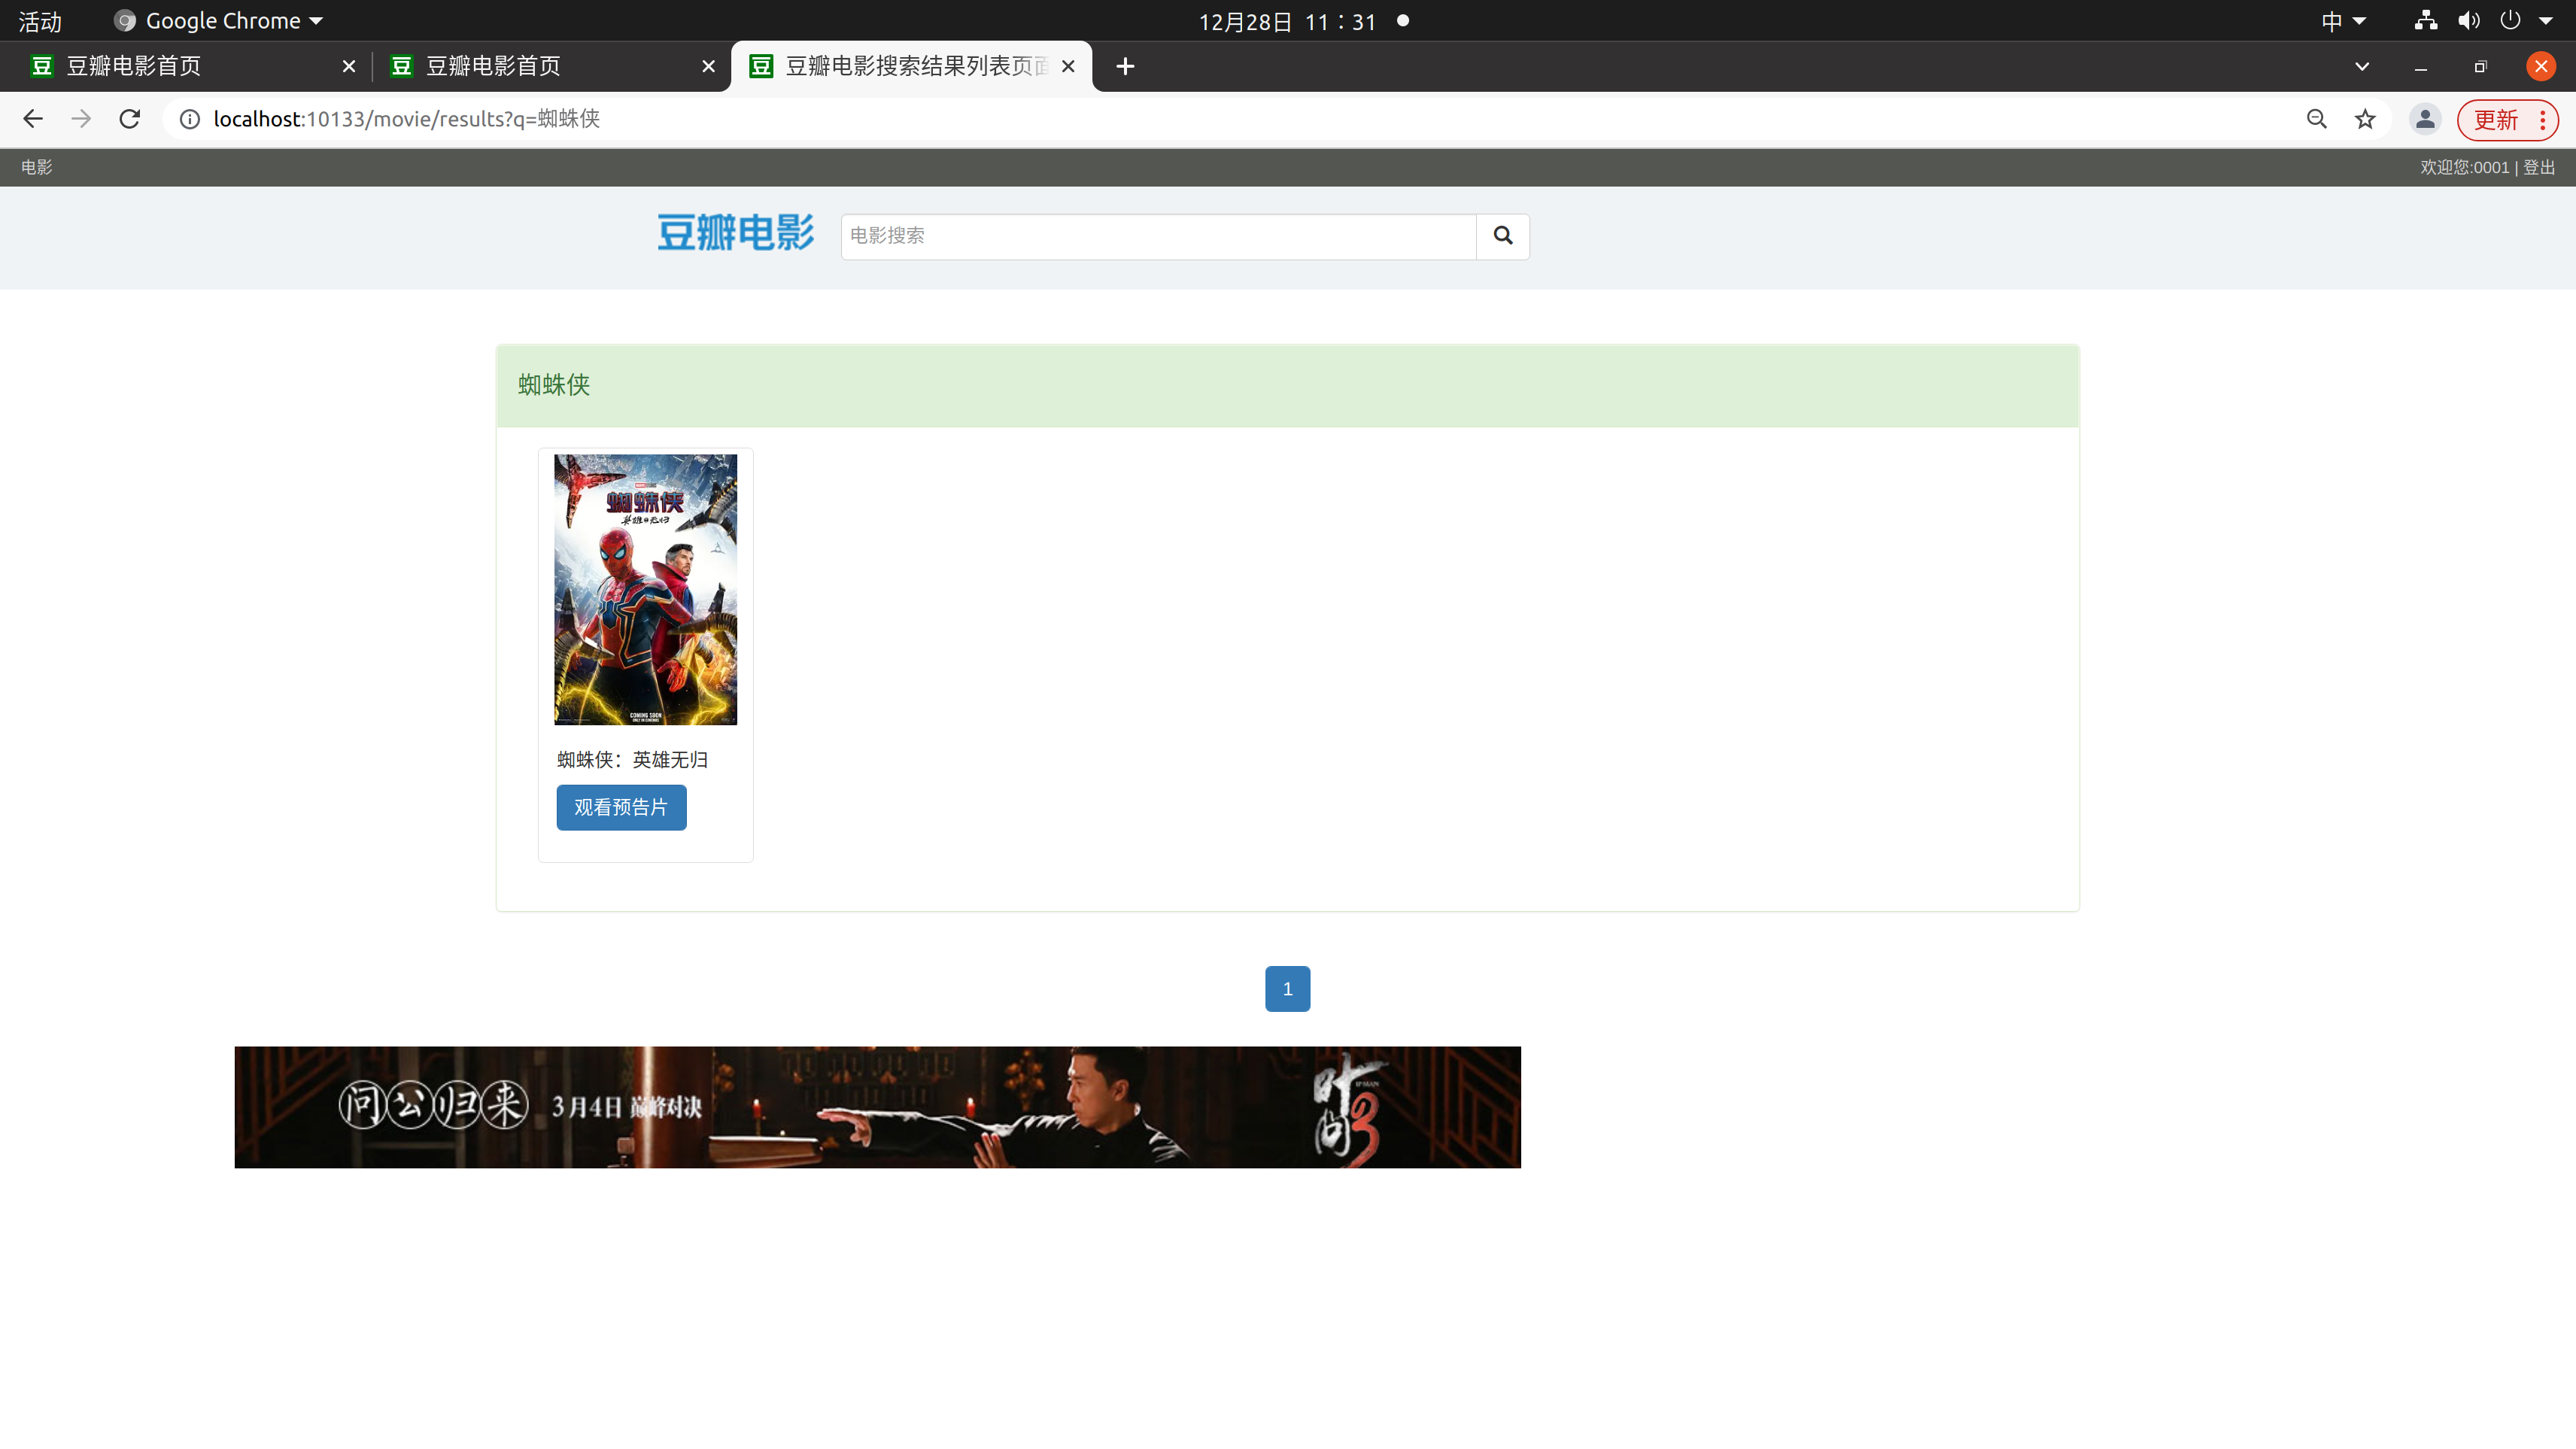 活动
Google Chrome
12月28日 11：31
中
豆瓣电影首页
豆瓣电影首页
豆瓣电影搜索结果列表页面
localhost:10133/movie/results?q=蜘蛛侠
更新
电影
欢迎您:0001 | 登出
豆瓣电影
电影搜索
蜘蛛侠
蜘蛛侠
英雄无归
COMING SOON
蜘蛛侠：英雄无归
观看预告片
1
问公归来 3月4日 巅峰对决
叶问3
IP MAN